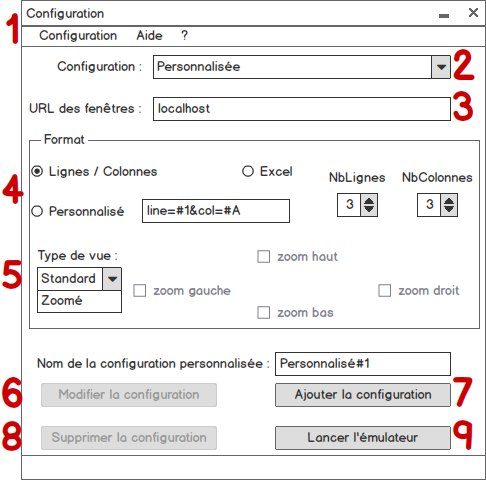 Configuration
1 Configuration Aide ?
Configuration : Personnalisée 2
URL des fenêtres : localhost 3
Format
Lignes / Colonnes Excel NbLignes NbColonnes
4 Personnalisé line=#1&col=#A 3 3
Type de vue : zoom haut
5 Standard zoom gauche zoom droit
Zoomé zoom bas
Nom de la configuration personnalisée : Personnalisé#1
6 Modifier la configuration Ajouter la configuration 7
8 Supprimer la configuration Lancer l'émulateur 9